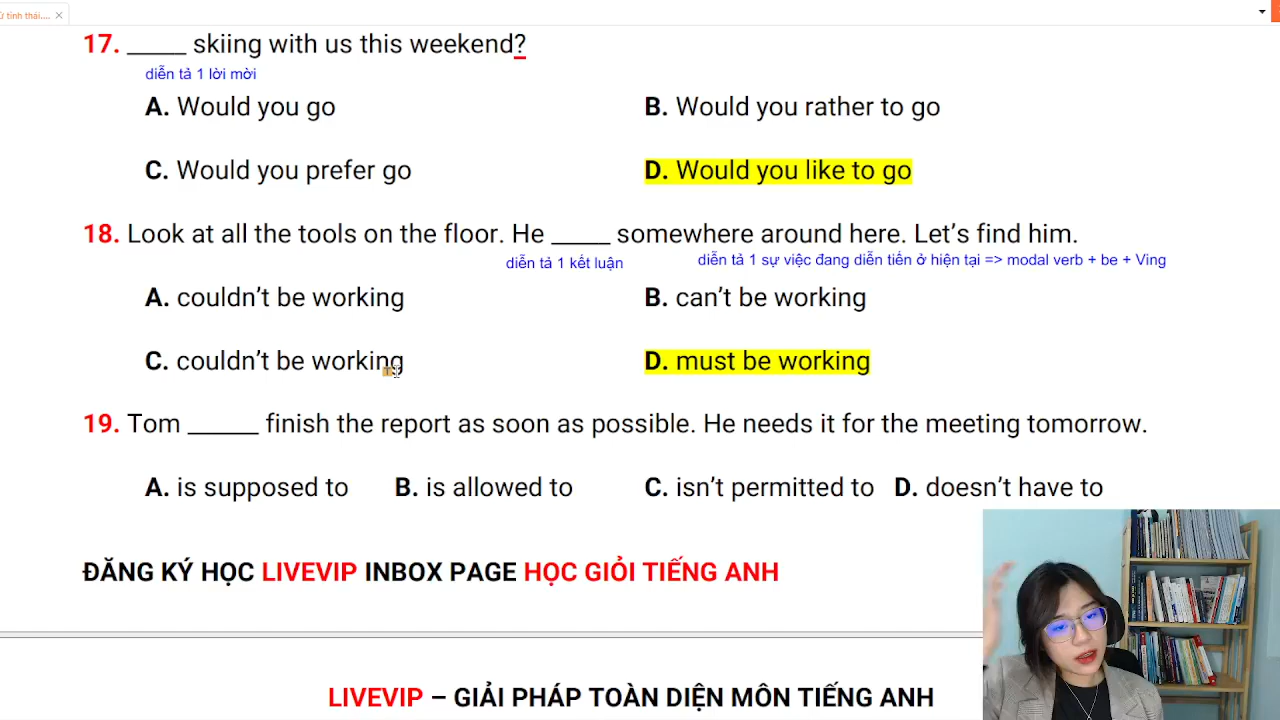 ừ tình thái....
17. _____ skiing with us this weekend?
diễn tả 1 lời mời
A. Would you go B. Would you rather to go
C. Would you prefer go D. Would you like to go
18. Look at all the tools on the floor. He _____ somewhere around here. Let’s find him.
diễn tả 1 kết luận diễn tả 1 sự việc đang diễn tiến ở hiện tại => modal verb + be + Ving
A. couldn’t be working B. can’t be working
C. couldn’t be working D. must be working
19. Tom ______ finish the report as soon as possible. He needs it for the meeting tomorrow.
A. is supposed to B. is allowed to C. isn’t permitted to D. doesn’t have to
ĐĂNG KÝ HỌC LIVEVIP INBOX PAGE HỌC GIỎI TIẾNG ANH
LIVEVIP – GIẢI PHÁP TOÀN DIỆN MÔN TIẾNG ANH